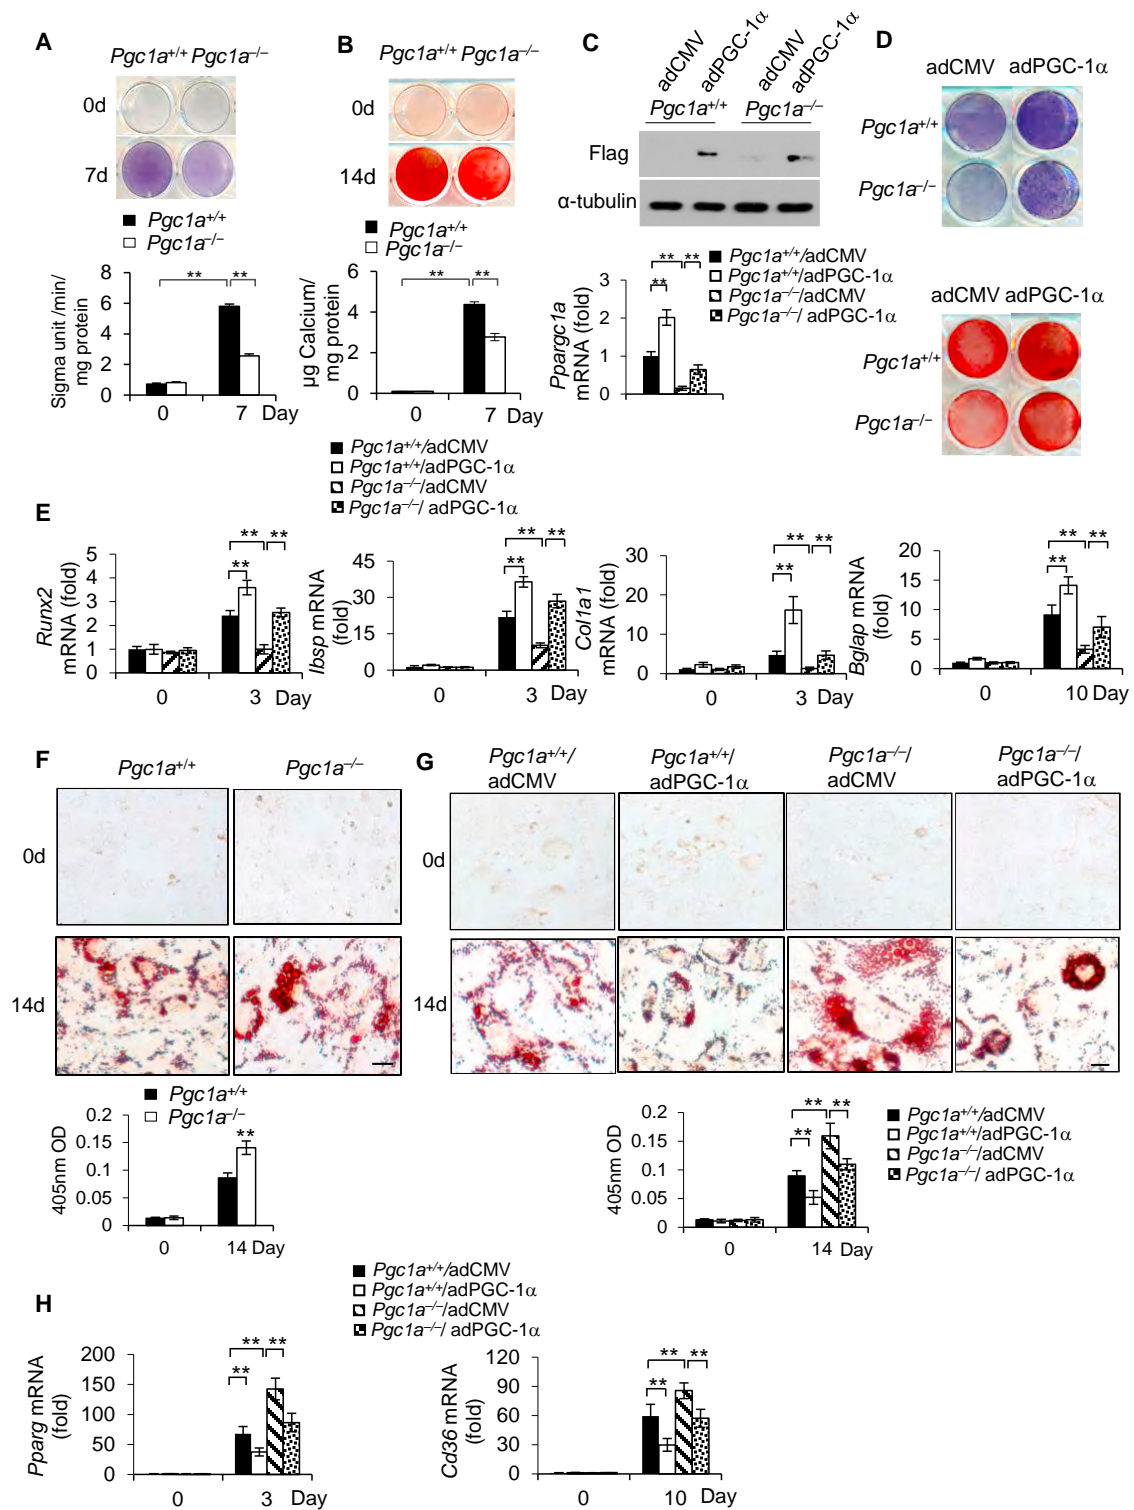 A
Pgc1a+/+ Pgc1a–/–
0d
7d
Pgc1a+/+
Pgc1a–/–
Sigma unit /min/
mg protein
8
6
4
2
0
** **
0 7 Day
B
Pgc1a+/+ Pgc1a–/–
0d
14d
Pgc1a+/+
Pgc1a–/–
µg Calcium/
mg protein
6
4
2
0
** **
0 7 Day
C
adCMV adPGC-1α adCMV adPGC-1α
Pgc1a+/+ Pgc1a–/–
Flag
α-tubulin
Pgc1a+/+/adCMV
Pgc1a+/+/adPGC-1α
Pgc1a–/–/adCMV
Pgc1a–/–/ adPGC-1α
Ppargc1a
mRNA (fold)
3
2
1
0
** **
**
D
adCMV adPGC-1α
Pgc1a+/+
Pgc1a–/–
adCMV adPGC-1α
Pgc1a+/+
Pgc1a–/–
Pgc1a+/+/adCMV
Pgc1a+/+/adPGC-1α
Pgc1a–/–/adCMV
Pgc1a–/–/ adPGC-1α
E
Runx2
mRNA (fold)
5
4
3
2
1
0
** **
**
0 3 Day
Ibsp mRNA
(fold)
45
30
15
0
** **
**
0 3 Day
Col1a1
mRNA (fold)
30
20
10
0
** **
**
0 3 Day
Bglap mRNA
(fold)
20
15
10
5
0
** **
**
0 10 Day
F
Pgc1a+/+ Pgc1a–/–
0d
14d
Pgc1a+/+
Pgc1a–/–
405nm OD
0.2
0.15
0.1
0.05
0
**
0 14 Day
G
Pgc1a+/+/
adCMV
Pgc1a+/+/
adPGC-1α
Pgc1a–/–/
adCMV
Pgc1a–/–/
adPGC-1α
0d
14d
405nm OD
0.2
0.15
0.1
0.05
0
** **
**
0 14 Day
Pgc1a+/+/adCMV
Pgc1a+/+/adPGC-1α
Pgc1a–/–/adCMV
Pgc1a–/–/ adPGC-1α
Pgc1a+/+/adCMV
Pgc1a+/+/adPGC-1α
Pgc1a–/–/adCMV
Pgc1a–/–/ adPGC-1α
H
Pparg mRNA
(fold)
200
150
100
50
0
** **
**
0 3 Day
Cd36 mRNA
(fold)
120
90
60
30
0
** **
**
0 10 Day